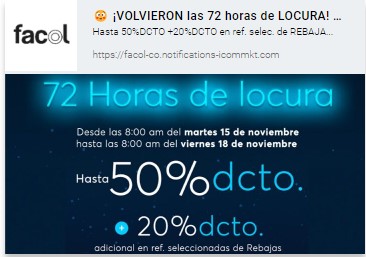 facol
¡VOLVIERON las 72 horas de LOCURA! ...
Hasta 50%DCTO +20%DCTO en ref. selec. de REBAJA...
https://facol-co.notifications-icommkt.com
72 Horas de locura
Desde las 8:00 am del martes 15 de noviembre
hasta las 8:00 am del viernes 18 de noviembre
Hasta 50%dcto.
+ 20%dcto.
adicional en ref. seleccionadas de Rebajas